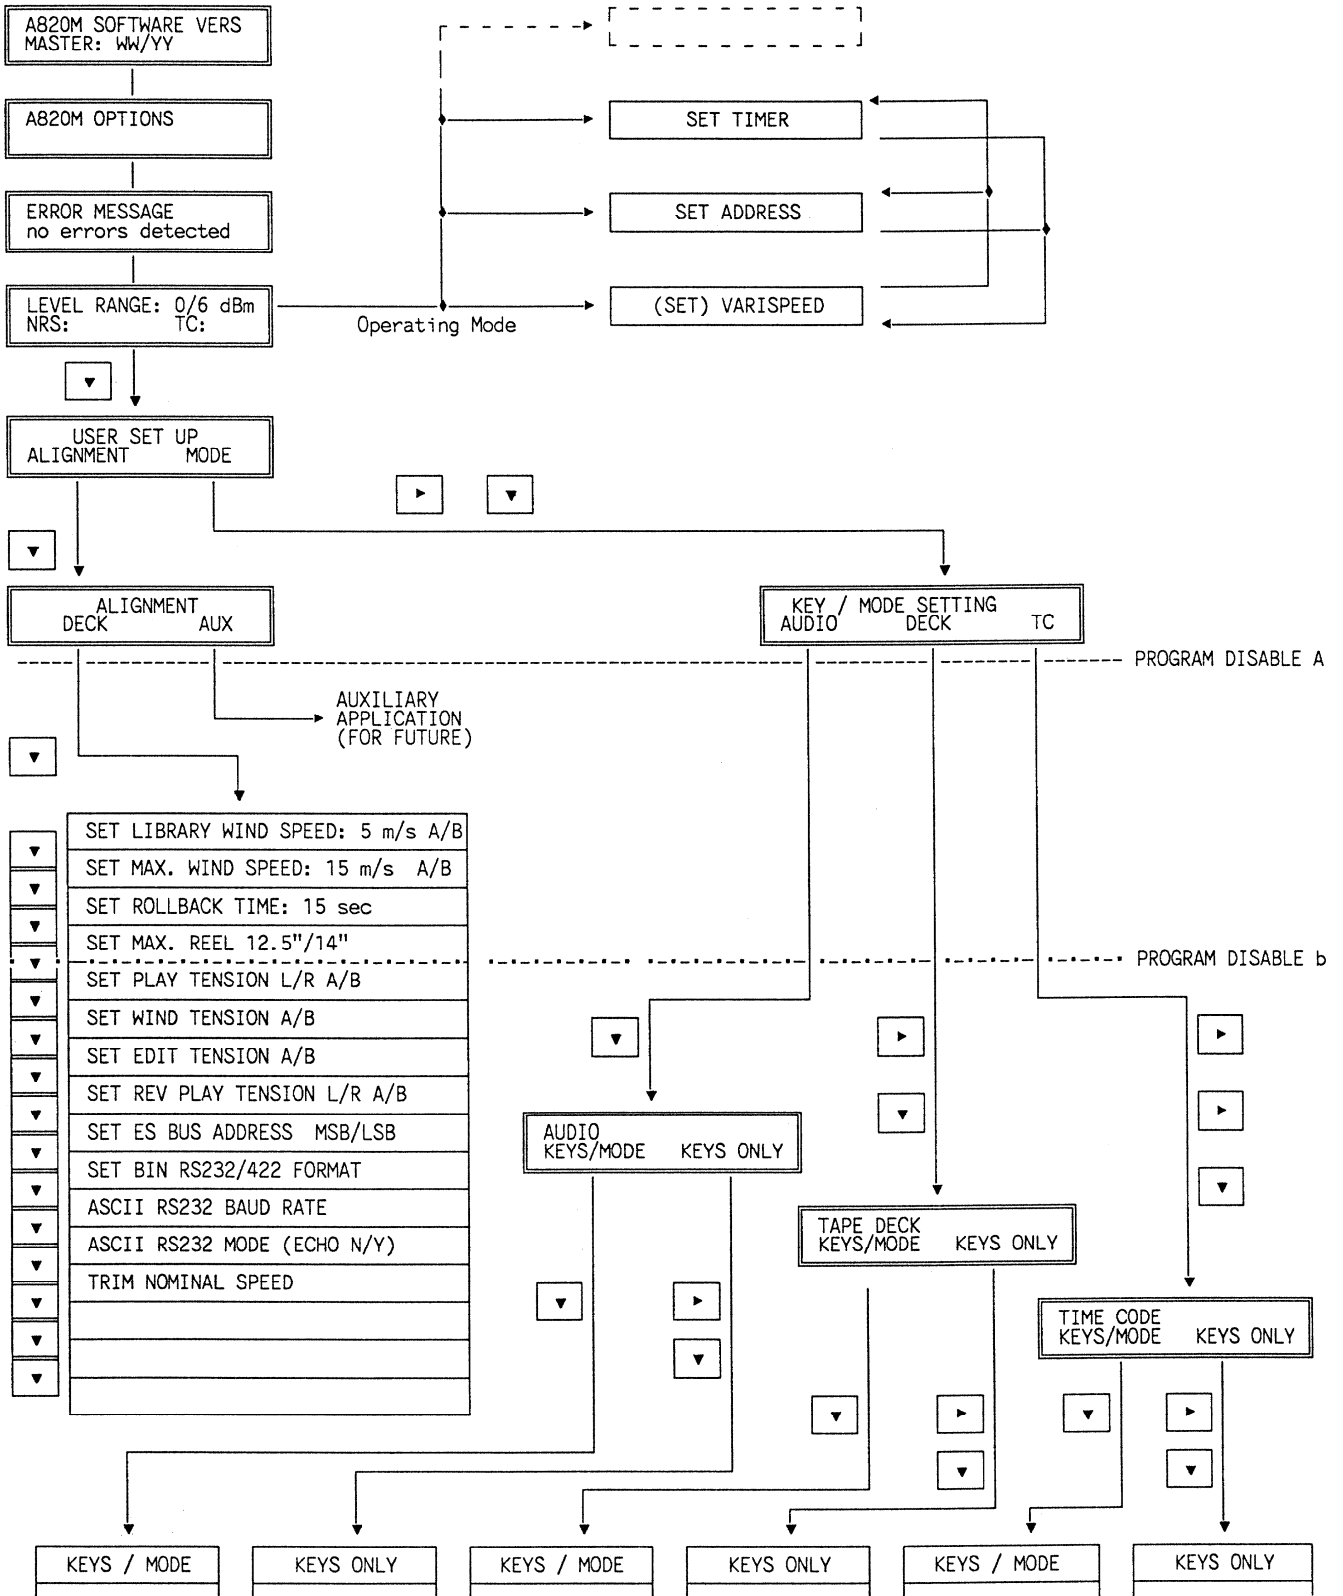 A820M SOFTWARE VERS
MASTER: WW/YY
A820M OPTIONS
SET TIMER
ERROR MESSAGE
no errors detected
SET ADDRESS
LEVEL RANGE: 0/6 dBm
NRS: TC:
(SET) VARISPEED
Operating Mode
USER SET UP
ALIGNMENT MODE
ALIGNMENT
DECK AUX
KEY / MODE SETTING
AUDIO DECK TC
PROGRAM DISABLE A
AUXILIARY
APPLICATION
(FOR FUTURE)
SET LIBRARY WIND SPEED: 5 m/s A/B
SET MAX. WIND SPEED: 15 m/s A/B
SET ROLLBACK TIME: 15 sec
SET MAX. REEL 12.5"/14"
PROGRAM DISABLE b
SET PLAY TENSION L/R A/B
SET WIND TENSION A/B
SET EDIT TENSION A/B
SET REV PLAY TENSION L/R A/B
SET ES BUS ADDRESS MSB/LSB
SET BIN RS232/422 FORMAT
ASCII RS232 BAUD RATE
ASCII RS232 MODE (ECHO N/Y)
TRIM NOMINAL SPEED
AUDIO
KEYS/MODE KEYS ONLY
TAPE DECK
KEYS/MODE KEYS ONLY
TIME CODE
KEYS/MODE KEYS ONLY
KEYS / MODE
KEYS ONLY
KEYS / MODE
KEYS ONLY
KEYS / MODE
KEYS ONLY